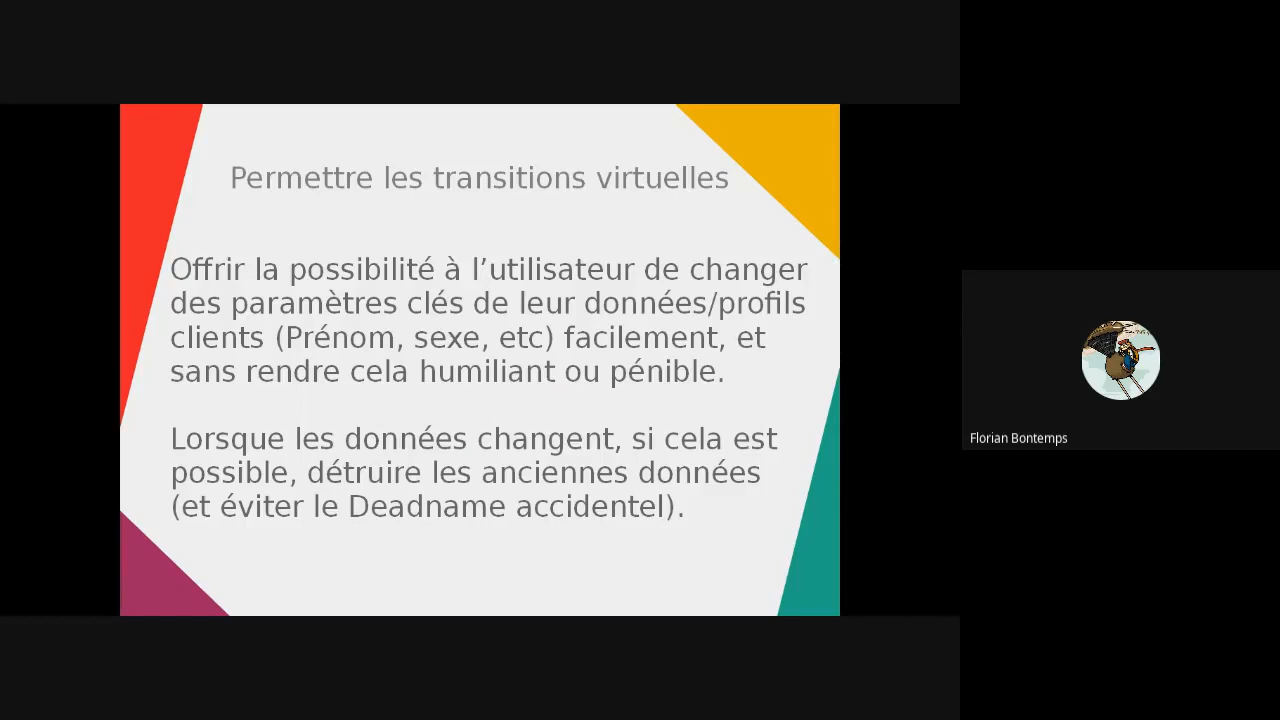 Permettre les transitions virtuelles
Offrir la possibilité à l’utilisateur de changer
des paramètres clés de leur données/profils
clients (Prénom, sexe, etc) facilement, et
sans rendre cela humiliant ou pénible.
Lorsque les données changent, si cela est
possible, détruire les anciennes données
(et éviter le Deadname accidentel).
Florian Bontemps